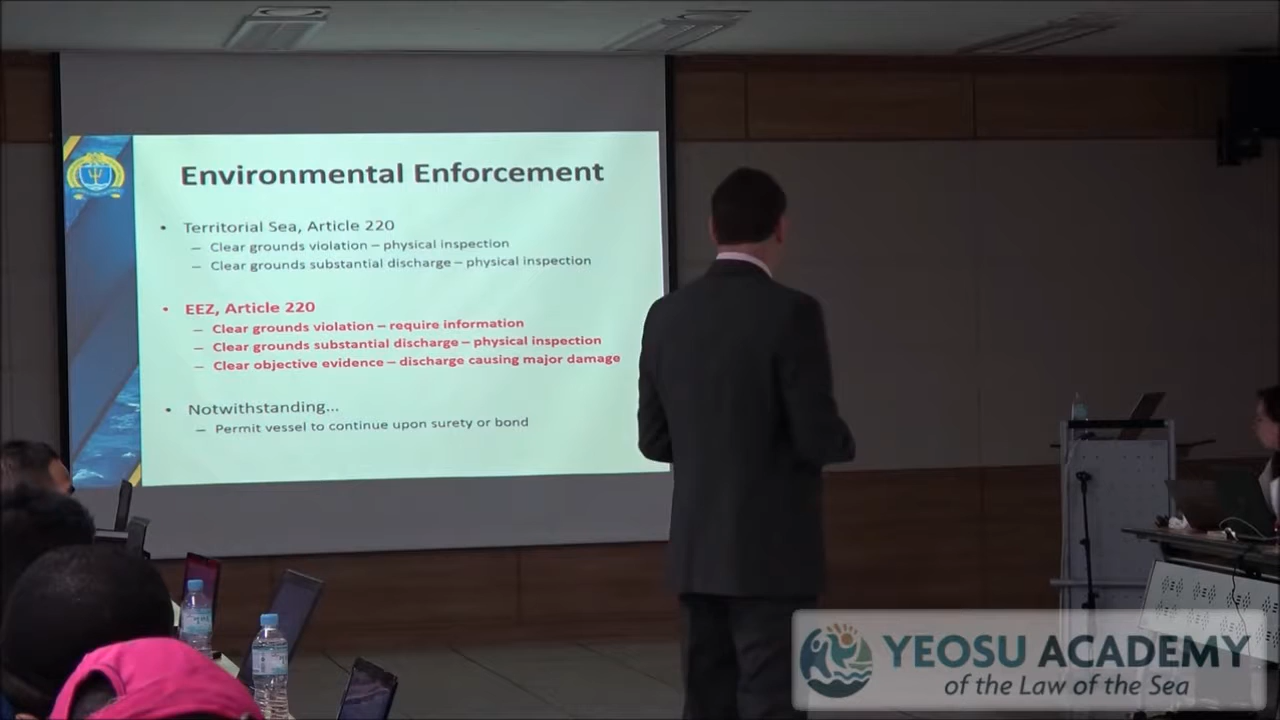 Environmental Enforcement
• Territorial Sea, Article 220
– Clear grounds violation – physical inspection
– Clear grounds substantial discharge – physical inspection
• EEZ, Article 220
– Clear grounds violation – require information
– Clear grounds substantial discharge – physical inspection
– Clear objective evidence – discharge causing major damage
• Notwithstanding...
– Permit vessel to continue upon surety or bond
YEOSU ACADEMY
of the Law of the Sea